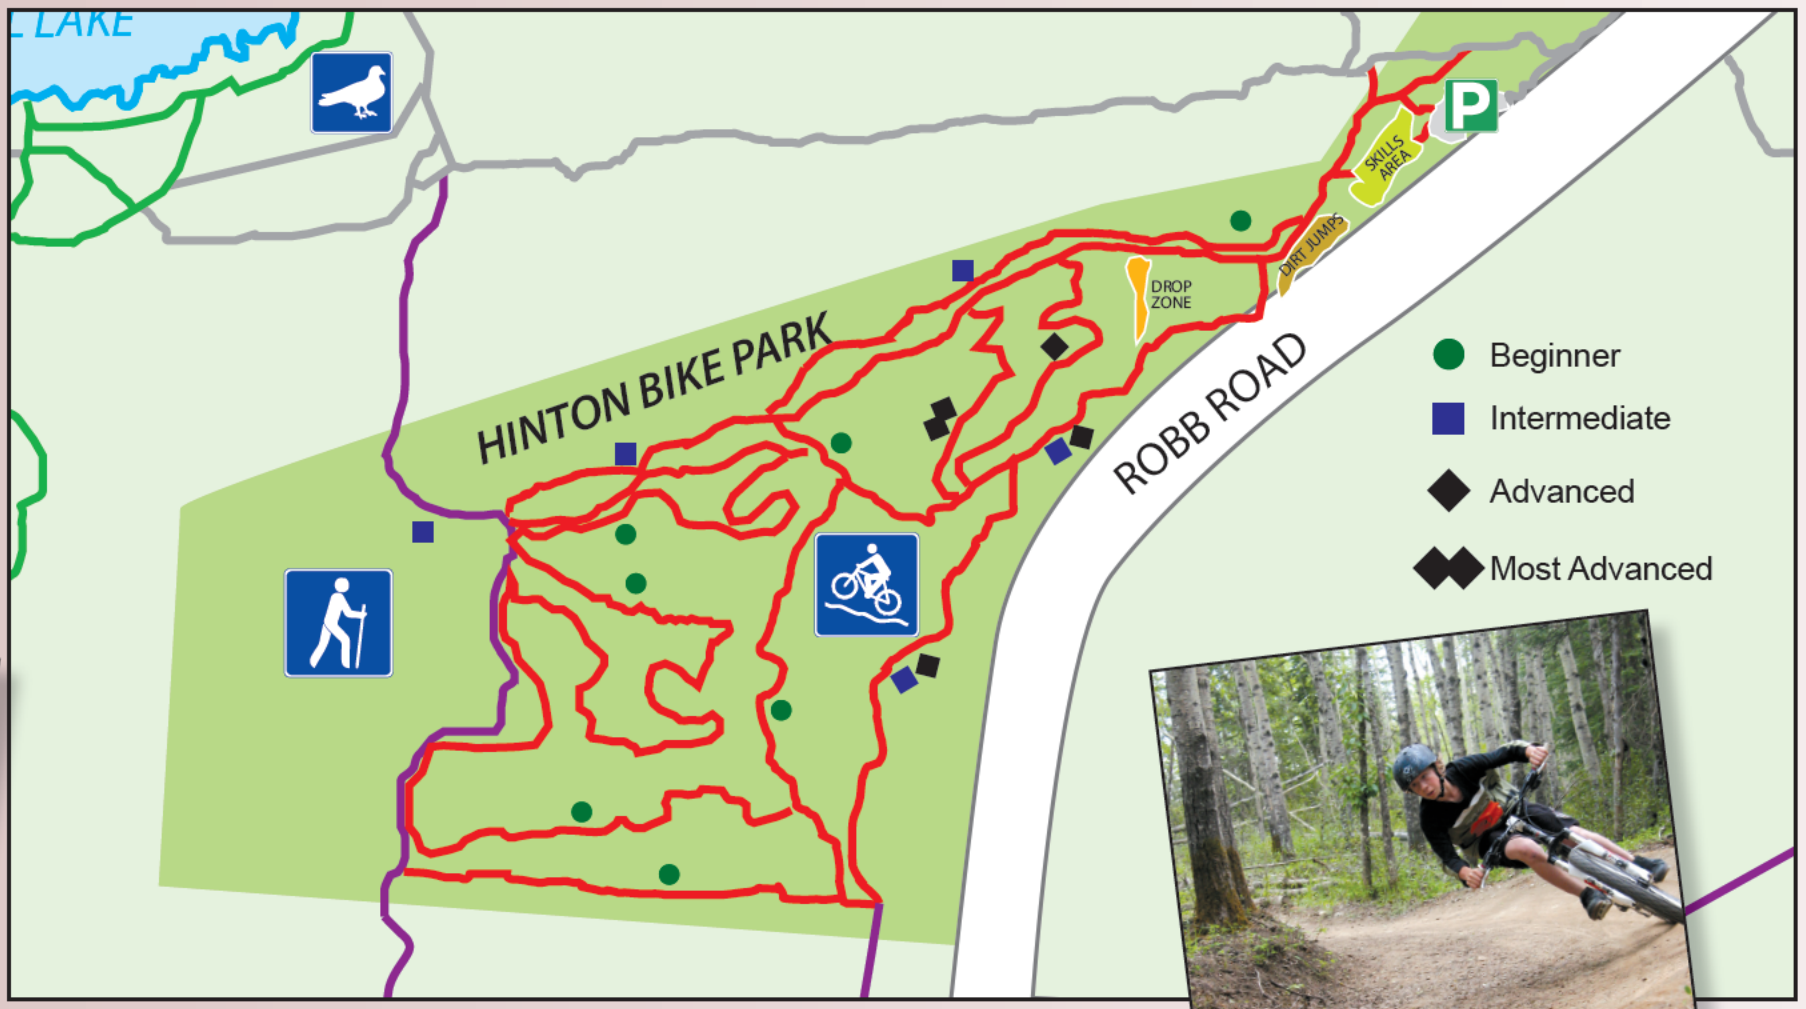 L LAKE
P
SKILLS
AREA
DIRT JUMPS
DROP
ZONE
HINTON BIKE PARK
ROBB ROAD
Beginner
Intermediate
Advanced
Most Advanced